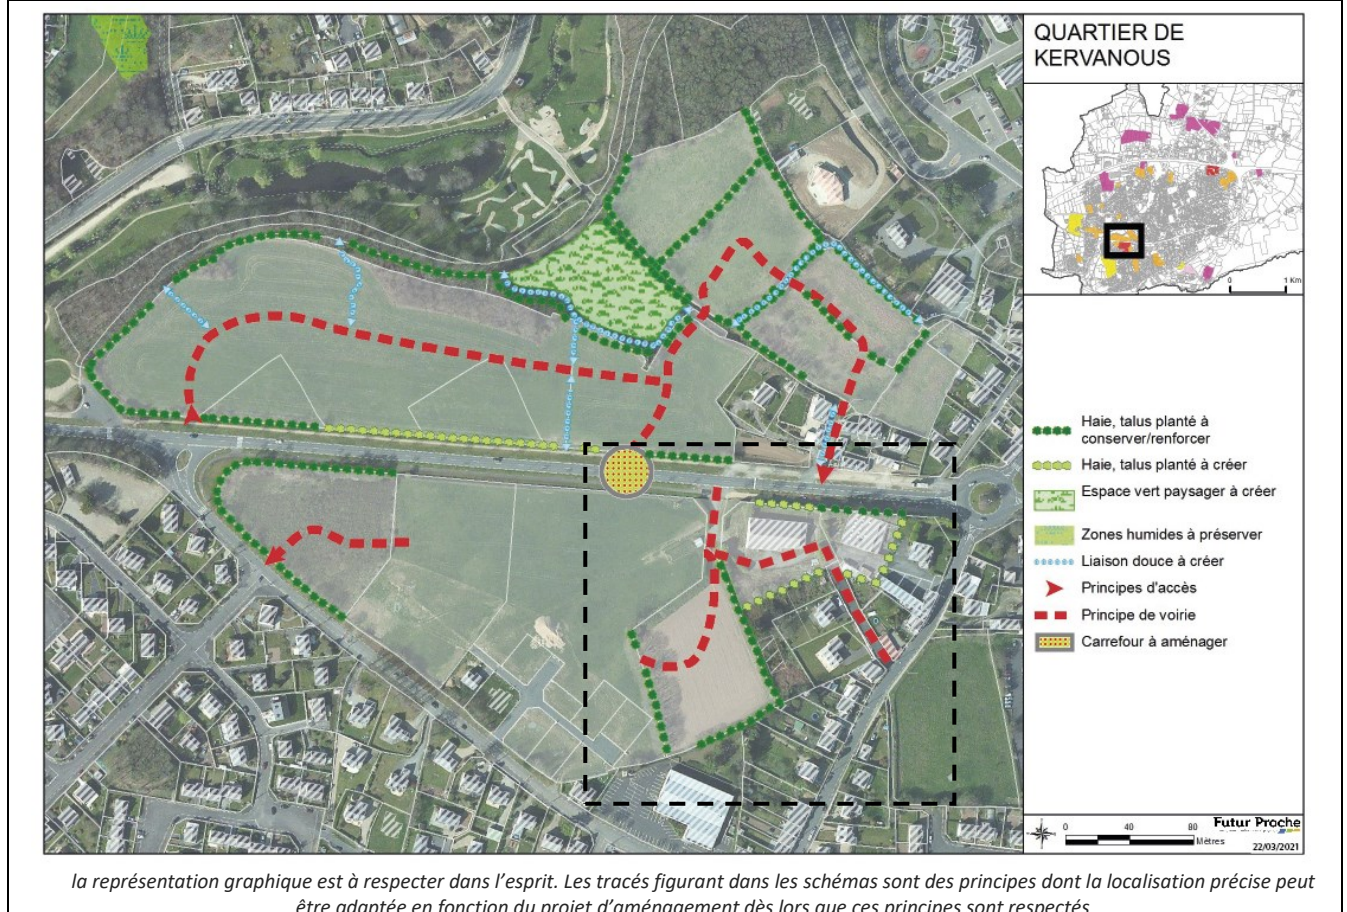 QUARTIER DE
KERVANOUS
0 1 Km
Haie, talus planté à
conserver/renforcer
Haie, talus planté à créer
Espace vert paysager à créer
Zones humides à préserver
Liaison douce à créer
Principes d'accès
Principe de voirie
Carrefour à aménager
0 40 80
Mètres
Futur Proche
22/03/2021
la représentation graphique est à respecter dans l’esprit. Les tracés figurant dans les schémas sont des principes dont la localisation précise peut
être adaptée en fonction du projet d’aménagement dès lors que ces principes sont respectés